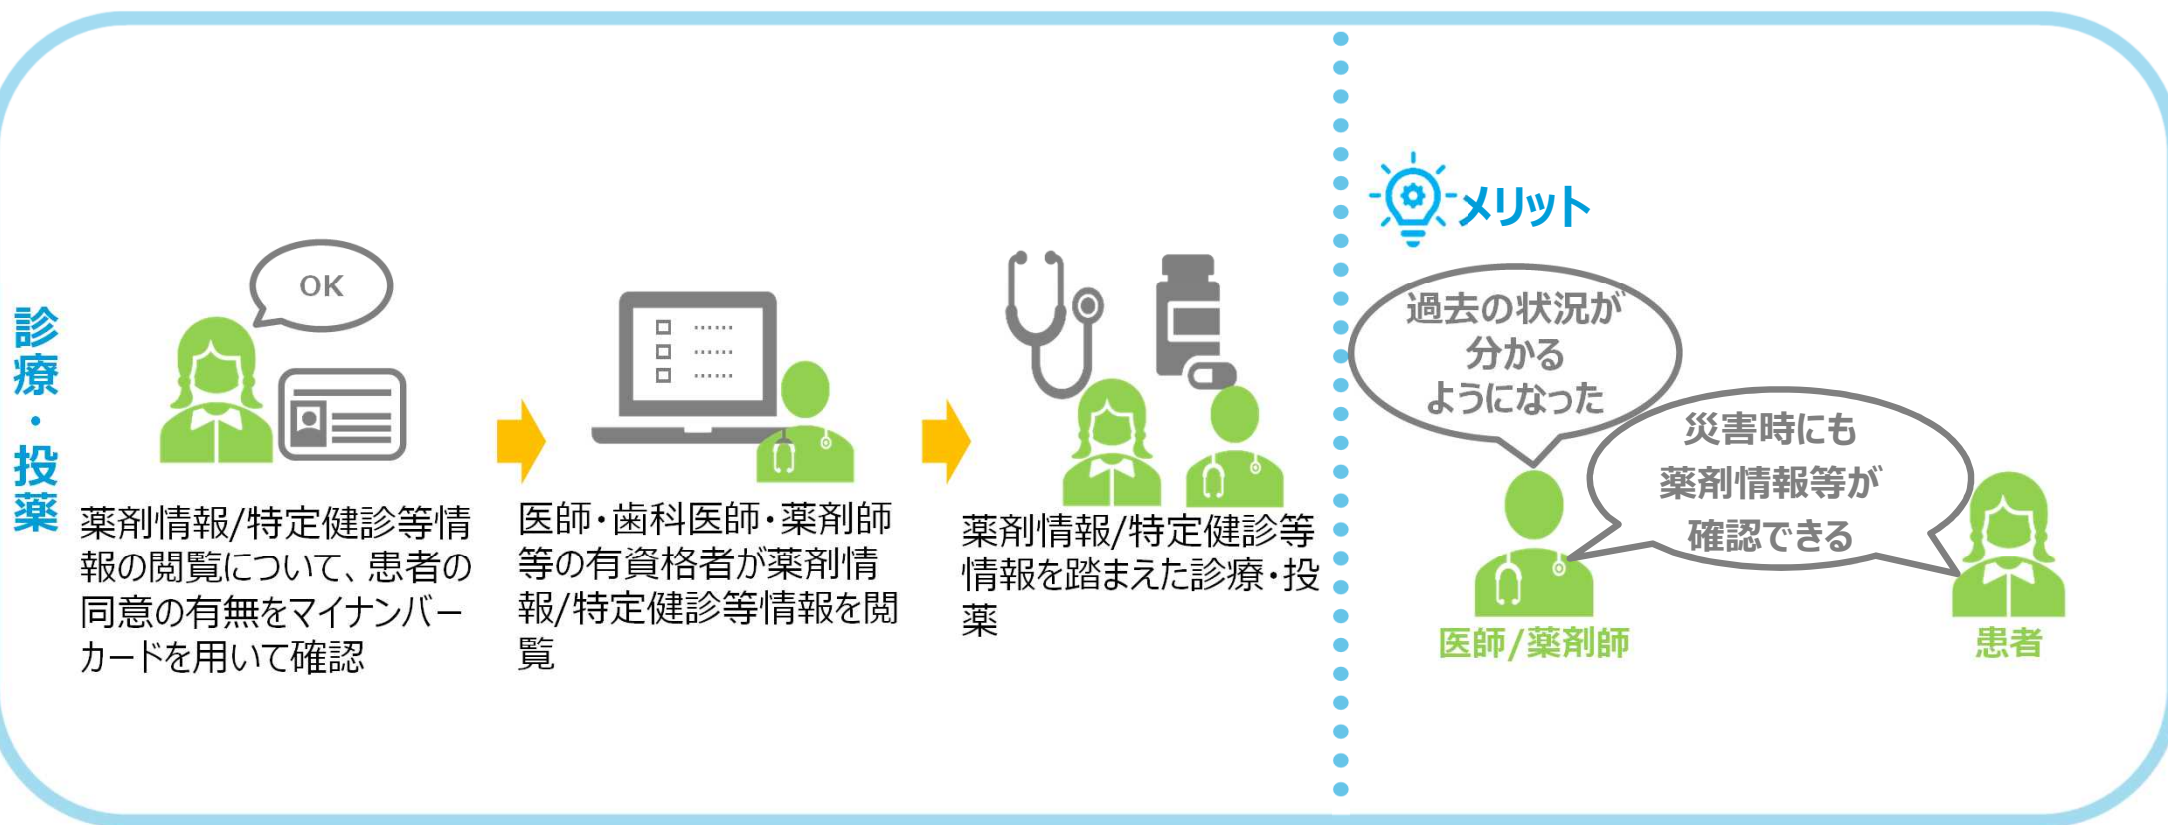 診療・投薬
OK
薬剤情報/特定健診等情
報の閲覧について、患者の
同意の有無をマイナンバー
カードを用いて確認
医師・歯科医師・薬剤師
等の有資格者が薬剤情
報/特定健診等情報を閲
覧
薬剤情報/特定健診等
情報を踏まえた診療・投
薬
メリット
過去の状況が
分かる
ようになった
災害時にも
薬剤情報等が
確認できる
医師/薬剤師
患者